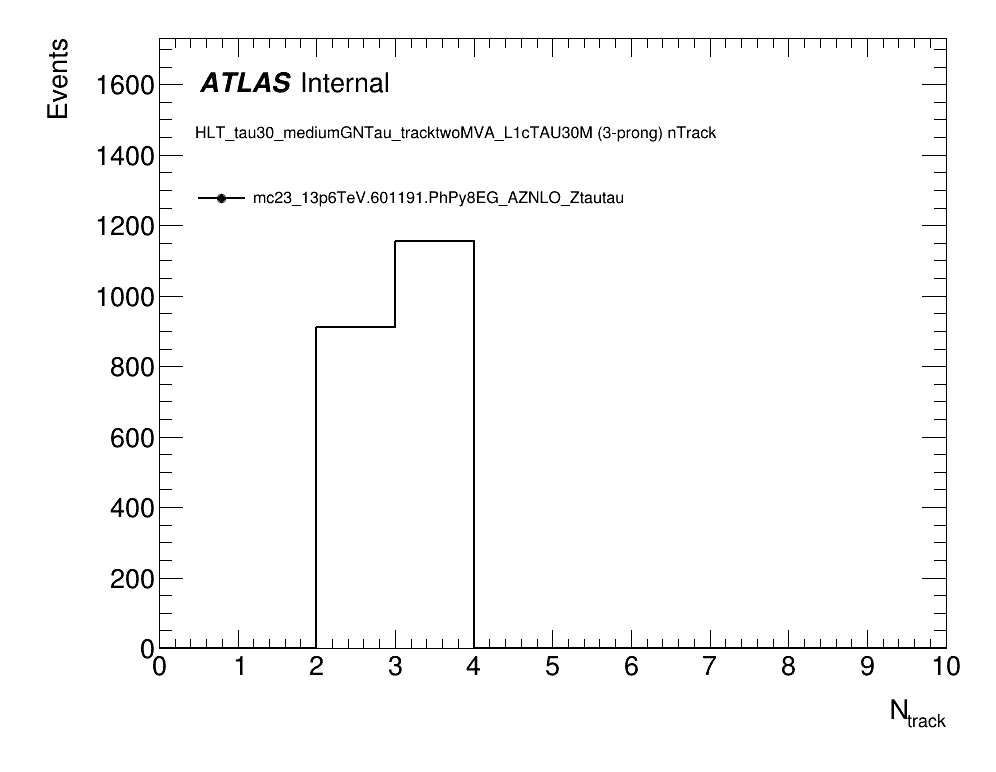 Events
1600
1400
1200
1000
800
600
400
200
0
ATLAS Internal
HLT_tau30_mediumGNTau_tracktwoMVA_L1cTAU30M (3-prong) nTrack
mc23_13p6TeV.601191.PhPy8EG_AZNLO_Ztautau
0 1 2 3 4 5 6 7 8 9 10
Ntrack